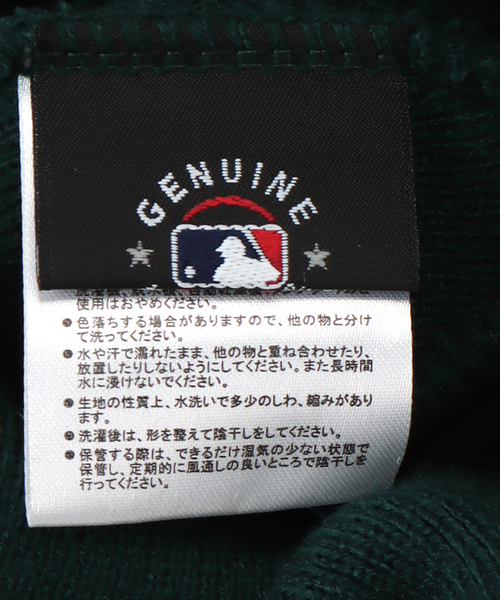 GENUINE
使用はおやめください。
●色落ちする場合がありますので、他の物と分け
て洗ってください。
●水や汗で濡れたまま、他の物と重ね合わせたり、
放置したりしないようにしてください。また長時間
水に浸けないでください。
●生地の性質上、水洗いで多少のしわ、縮みがあり
ます。
●洗濯後は、形を整えて陰干しをしてください。
●保管する際は、できるだけ湿気の少ない状態で
保管し、定期的に風通しの良いところで陰干しを
行ってください。